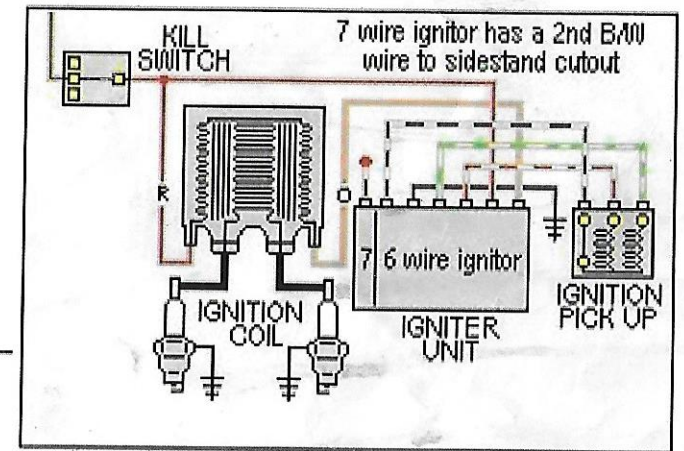 KILL
SWITCH
7 wire ignitor has a 2nd B/W
wire to sidestand cutout
R
O
7
6 wire ignitor
IGNITION
COIL
IGNITER
UNIT
IGNITION
PICK UP